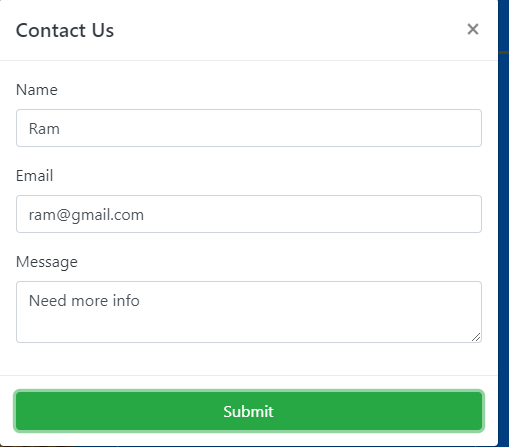 Contact Us ×
Name
Ram
Email
ram@gmail.com
Message
Need more info
Submit